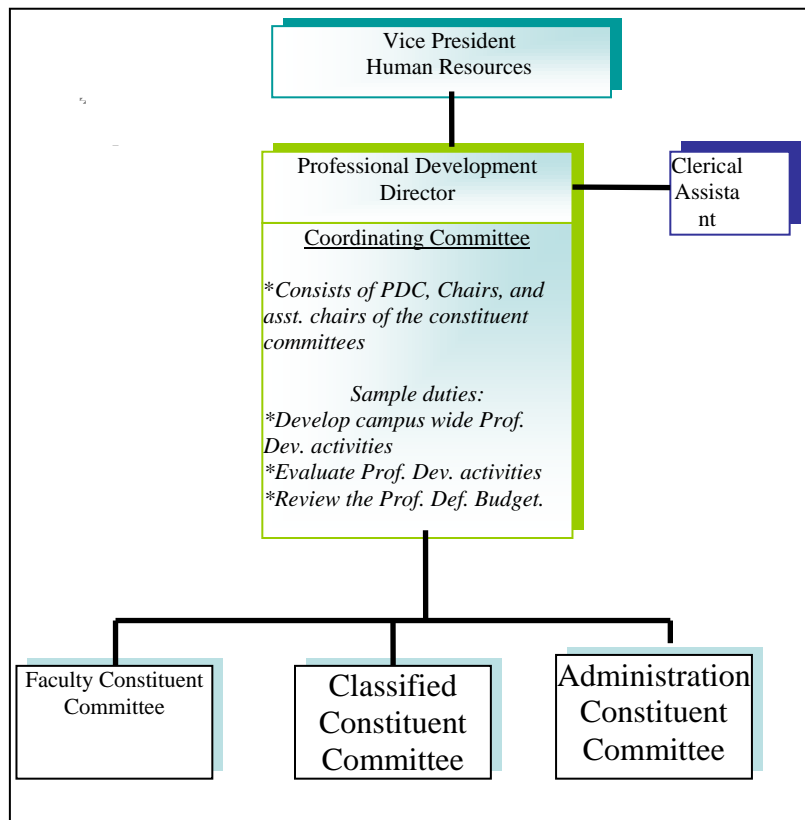 Vice President
Human Resources
Professional Development
Director
Clerical
Assista
nt
Coordinating Committee
*Consists of PDC, Chairs, and
asst. chairs of the constituent
committees
Sample duties:
*Develop campus wide Prof.
Dev. activities
*Evaluate Prof. Dev. activities
*Review the Prof. Def. Budget.
Faculty Constituent
Committee
Classified
Constituent
Committee
Administration
Constituent
Committee